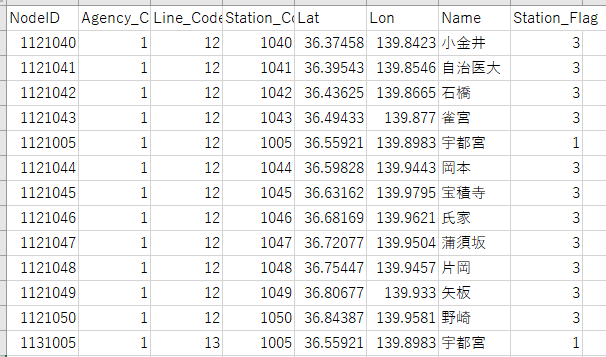 NodeID Agency_C Line_Code Station_Co Lat Lon Name Station_Flag
1121040 1 12 1040 36.37458 139.8423 小金井 3
1121041 1 12 1041 36.39543 139.8546 自治医大 3
1121042 1 12 1042 36.43625 139.8665 石橋 3
1121043 1 12 1043 36.49433 139.877 雀宮 3
1121005 1 12 1005 36.55921 139.8983 宇都宮 1
1121044 1 12 1044 36.59828 139.9443 岡本 3
1121045 1 12 1045 36.63162 139.9795 宝積寺 3
1121046 1 12 1046 36.68169 139.9621 氏家 3
1121047 1 12 1047 36.72077 139.9504 蒲須坂 3
1121048 1 12 1048 36.75447 139.9457 片岡 3
1121049 1 12 1049 36.80677 139.933 矢板 3
1121050 1 12 1050 36.84387 139.9581 野崎 3
1131005 1 13 1005 36.55921 139.8983 宇都宮 1